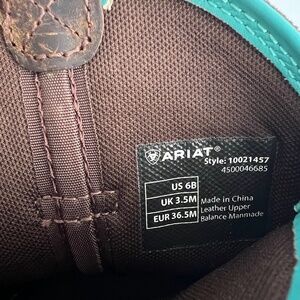 ARIAT®
Style: 10021457
4500046685
US 6B
UK 3.5M Made in China
Leather Upper
EUR 36.5M Balance Manmade